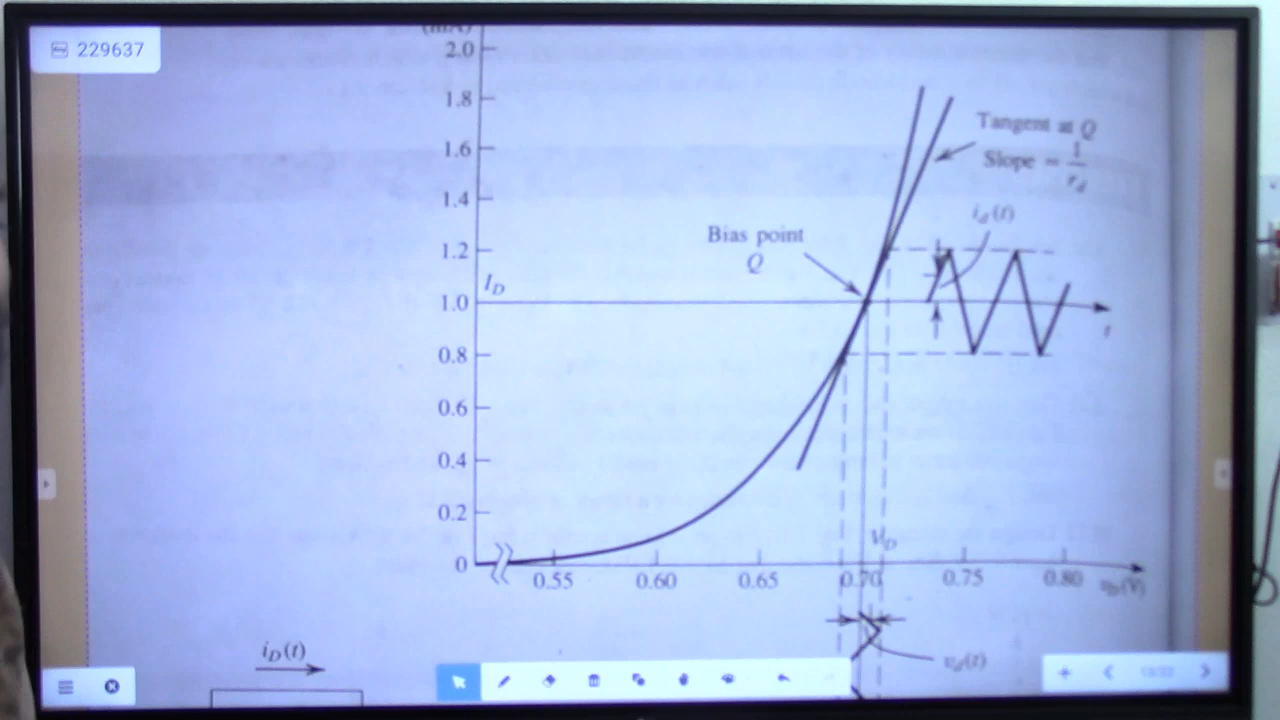 229637
(mA)
2.0
1.8
1.6
1.4
1.2
1.0
0.8
0.6
0.4
0.2
0
I_D
Bias point
Q
Tangent at Q
Slope = 1/r_d
i_d(t)
t
V_D
0.55 0.60 0.65 0.70 0.75 0.80 v_D(V)
v_d(t)
i_D(t)